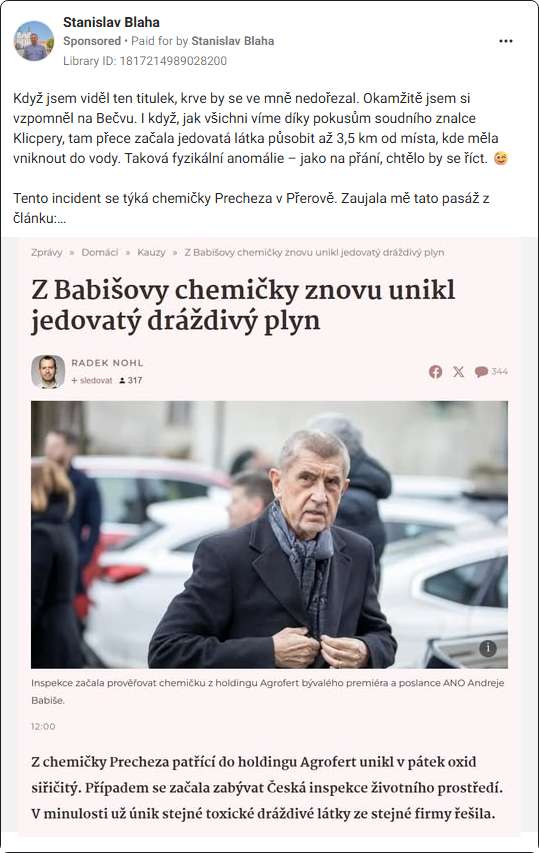 Stanislav Blaha
Sponsored • Paid for by Stanislav Blaha
Library ID: 1817214989028200
Když jsem viděl ten titulek, krve by se ve mně nedořezal. Okamžitě jsem si
vzpomněl na Bečvu. I když, jak všichni víme díky pokusům soudního znalce
Klicpery, tam přece začala jedovatá látka působit až 3,5 km od místa, kde měla
vniknout do vody. Taková fyzikální anomálie – jako na přání, chtělo by se říct. 😉
Tento incident se týká chemičky Precheza v Přerově. Zaujala mě tato pasáž z
článku:...
Zprávy » Domácí » Kauzy » Z Babišovy chemičky znovu unikl jedovatý dráždivý plyn
Z Babišovy chemičky znovu unikl
jedovatý dráždivý plyn
RADEK NOHL
+ sledovat 317
344
Inspekce začala prověřovat chemičku z holdingu Agrofert bývalého premiéra a poslance ANO Andreje
Babiše.
12:00
Z chemičky Precheza patřící do holdingu Agrofert unikl v pátek oxid
siřičitý. Případem se začala zabývat Česká inspekce životního prostředí.
V minulosti už únik stejné toxické dráždivé látky ze stejné firmy řešila.